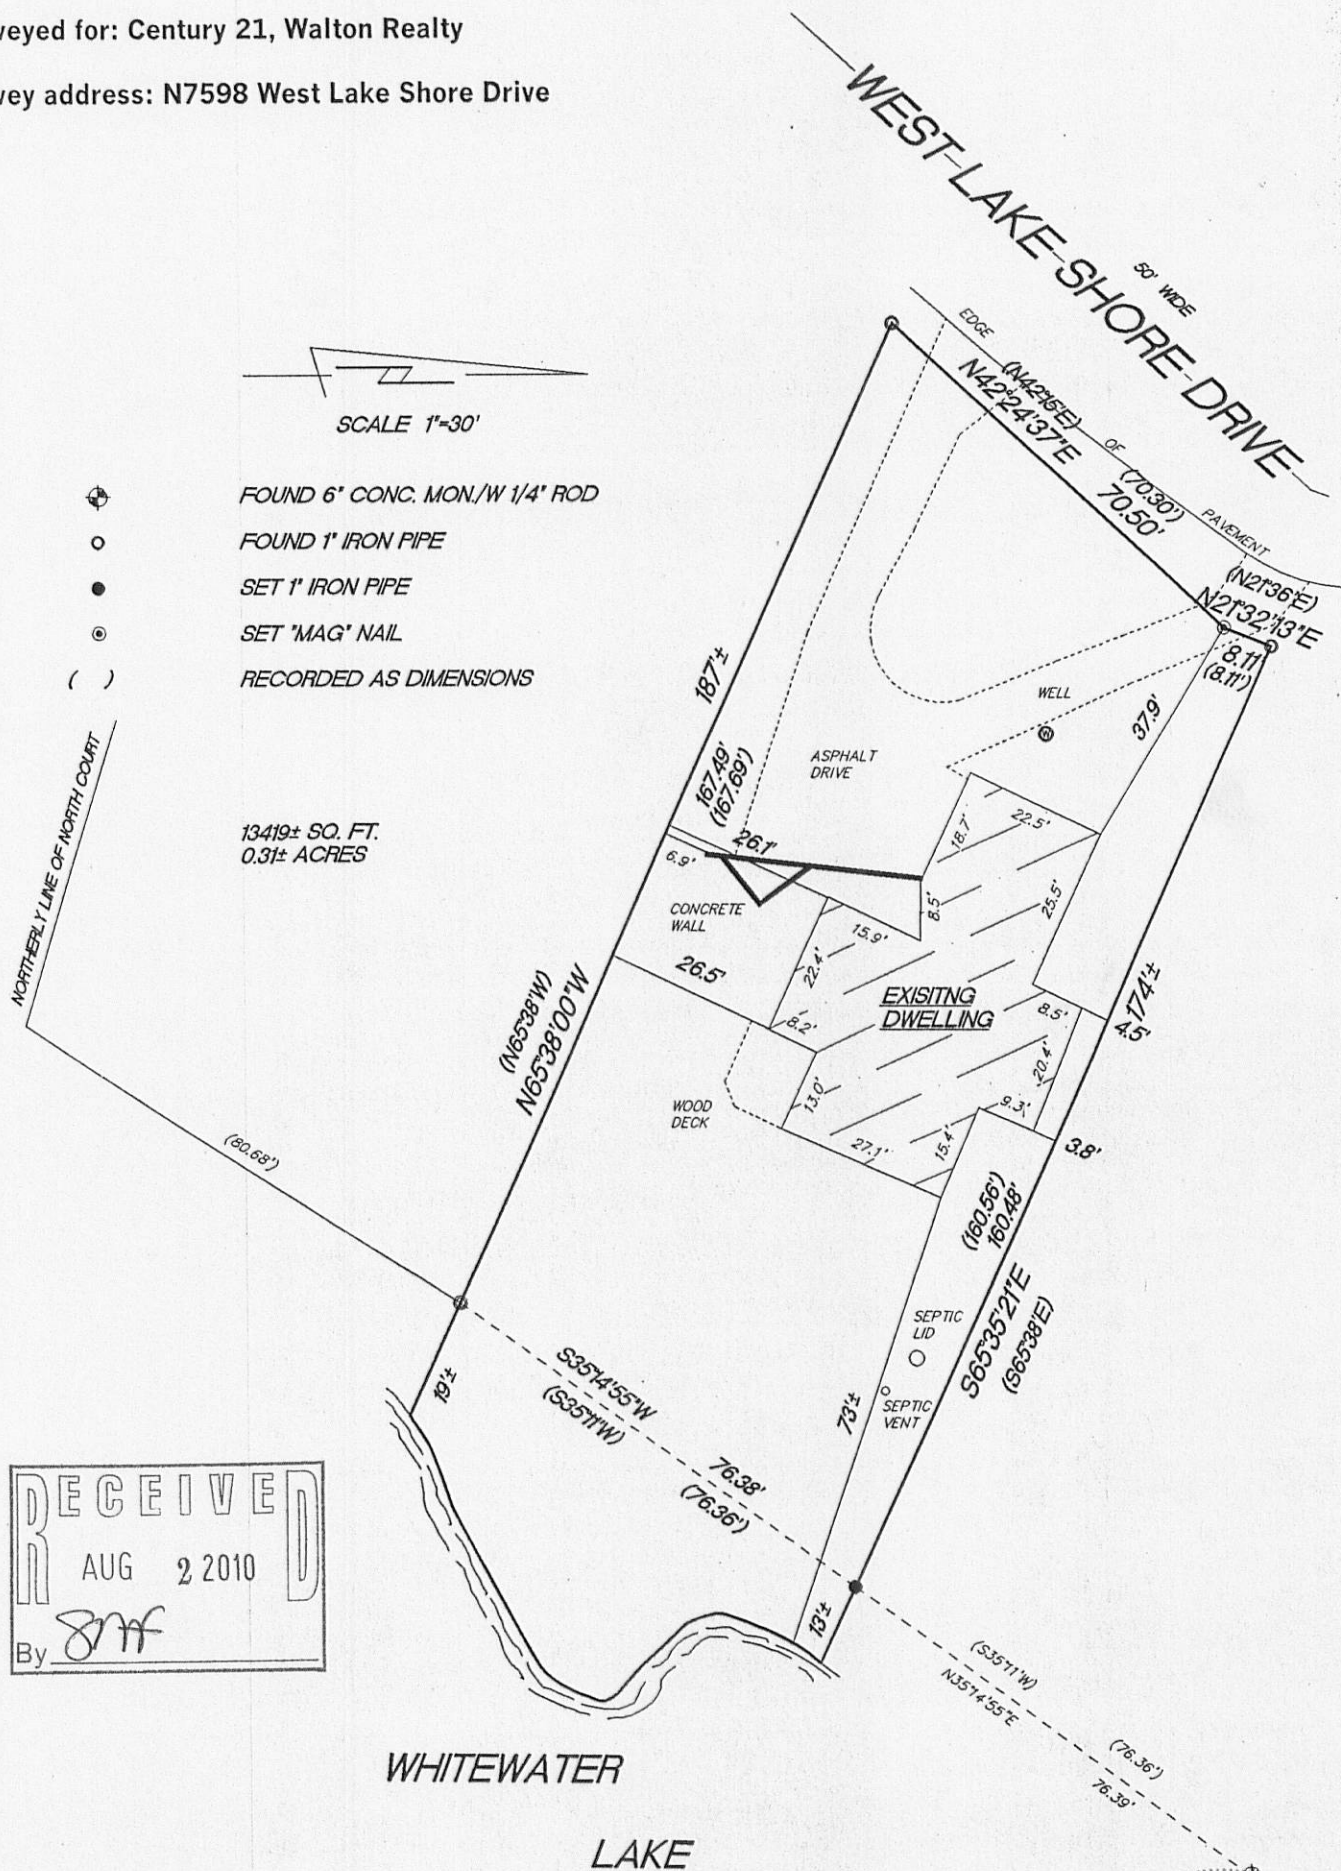 veyed for: Century 21, Walton Realty
vey address: N7598 West Lake Shore Drive
WEST LAKE SHORE DRIVE
50' WIDE
EDGE
OF
PAVEMENT
(N42°15'E)
N42°24'37"E
(70.30')
70.50'
(N21°36'E)
N21°32'13"E
8.11'
(8.11')
SCALE 1"=30'
FOUND 6" CONC. MON./W 1/4" ROD
FOUND 1" IRON PIPE
SET 1" IRON PIPE
SET "MAG" NAIL
( ) RECORDED AS DIMENSIONS
NORTHERLY LINE OF NORTH COURT
13419± SQ. FT.
0.31± ACRES
187'±
167.49'
(167.69')
WELL
37.9'
ASPHALT
DRIVE
22.5'
18.7'
26.1'
6.9'
CONCRETE
WALL
8.5'
25.5'
15.9'
22.4'
26.5'
8.2'
EXISITNG
DWELLING
8.5'
174'±
4.5'
20.4'
(N65°38'W)
N65°38'00"W
WOOD
DECK
13.0'
9.3'
27.1'
15.4'
3.8'
(80.68')
(160.56')
160.48'
S65°35'21"E
(S65°38'E)
SEPTIC
LID
SEPTIC
VENT
19'±
S35°14'55"W
(S35°11'W)
73'±
76.38'
(76.36')
13'±
RECEIVED
AUG 2 2010
By
(S35°11'W)
N35°14'55"E
(76.36')
76.39'
WHITEWATER
LAKE